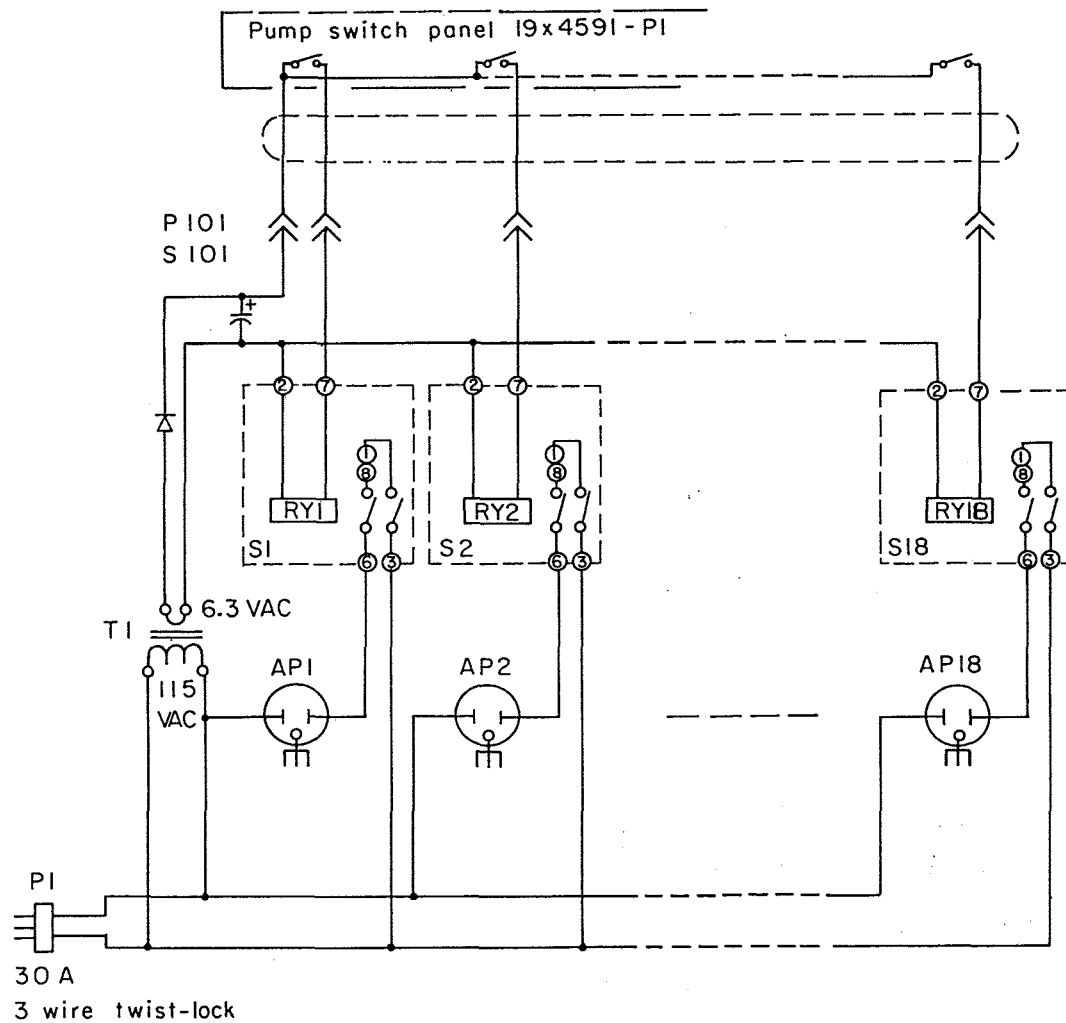 Pump switch panel 19x4591-P1
P101
S101
+
2 7 2 7 2 7
1 1 1
8 8 8
RY1 RY2 RY18
S1 6 3 S2 6 3 S18 6 3
6.3 VAC
T1
AP1 AP2 AP18
115
VAC
P1
30A
3 wire twist-lock